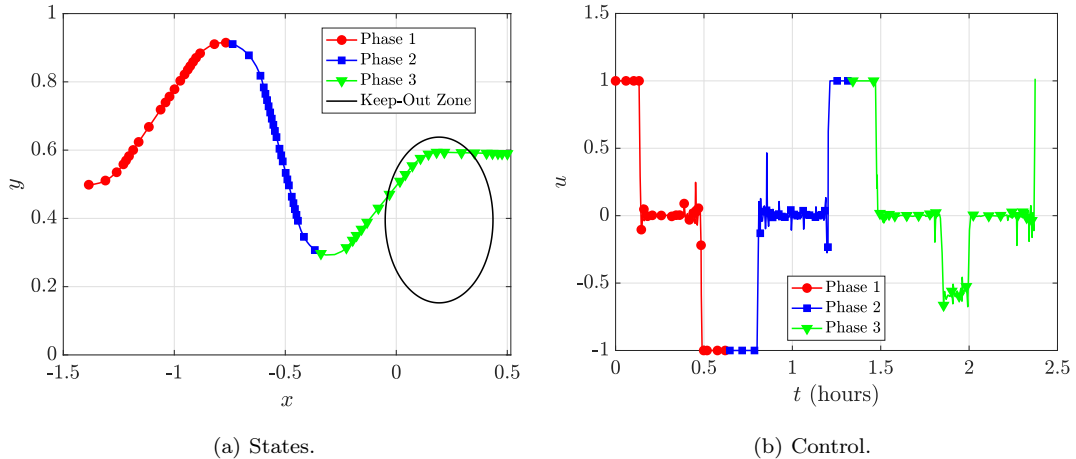 1
0.8
0.6
0.4
0.2
0
y
-1.5
-1
-0.5
0
0.5
x
Phase 1
Phase 2
Phase 3
Keep-Out Zone
(a) States.
1.5
1
0.5
0
-0.5
-1
u
0
0.5
1
1.5
2
2.5
t (hours)
Phase 1
Phase 2
Phase 3
(b) Control.